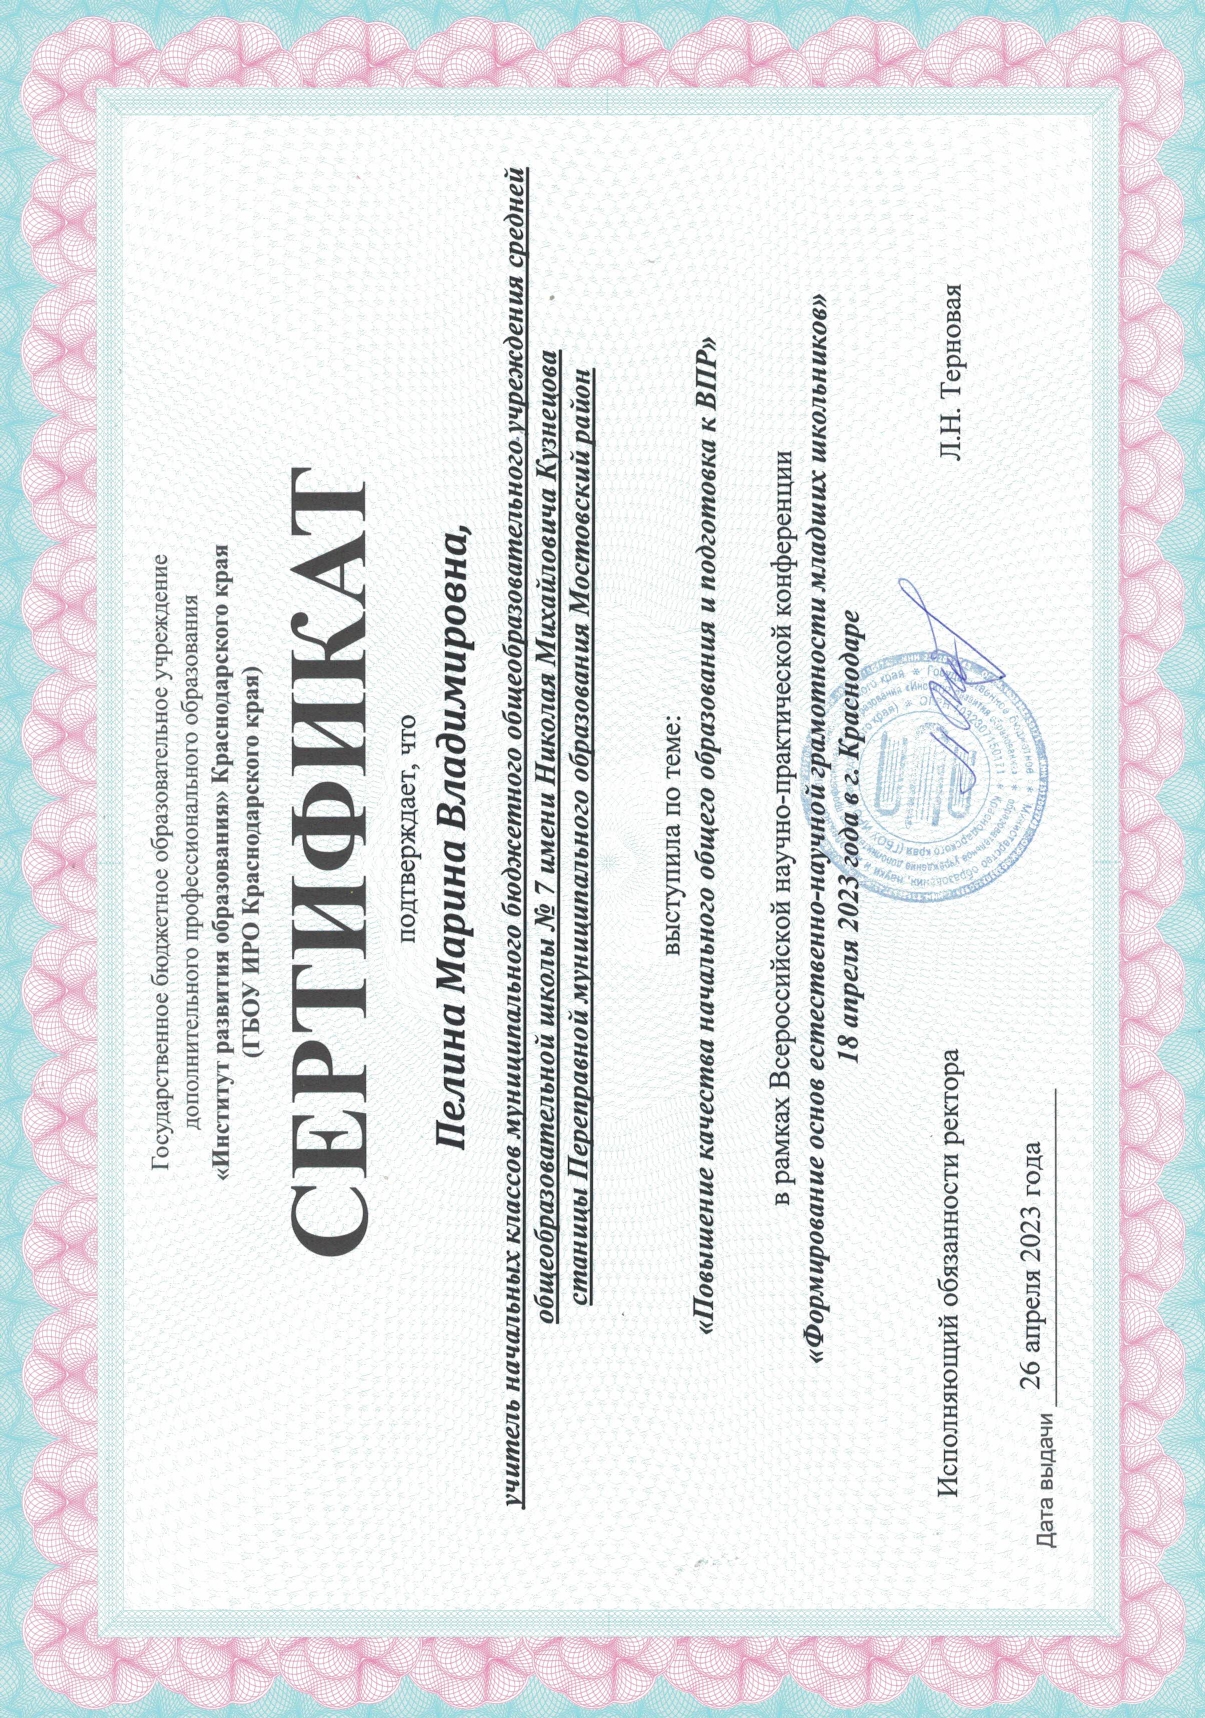 Государственное бюджетное образовательное учреждение
дополнительного профессионального образования
«Институт развития образования» Краснодарского края
(ГБОУ ИРО Краснодарского края)
СЕРТИФИКАТ
подтверждает, что
Пелина Марина Владимировна,
учитель начальных классов муниципального бюджетного общеобразовательного учреждения средней
общеобразовательной школы № 7 имени Николая Михайловича Кузнецова
станицы Переправной муниципального образования Мостовский район
выступила по теме:
«Повышение качества начального общего образования и подготовка к ВПР»
в рамках Всероссийской научно-практической конференции
«Формирование основ естественно-научной грамотности младших школьников»
18 апреля 2023 года в г. Краснодаре
Исполняющий обязанности ректора
Л.Н. Терновая
Дата выдачи 26 апреля 2023 года